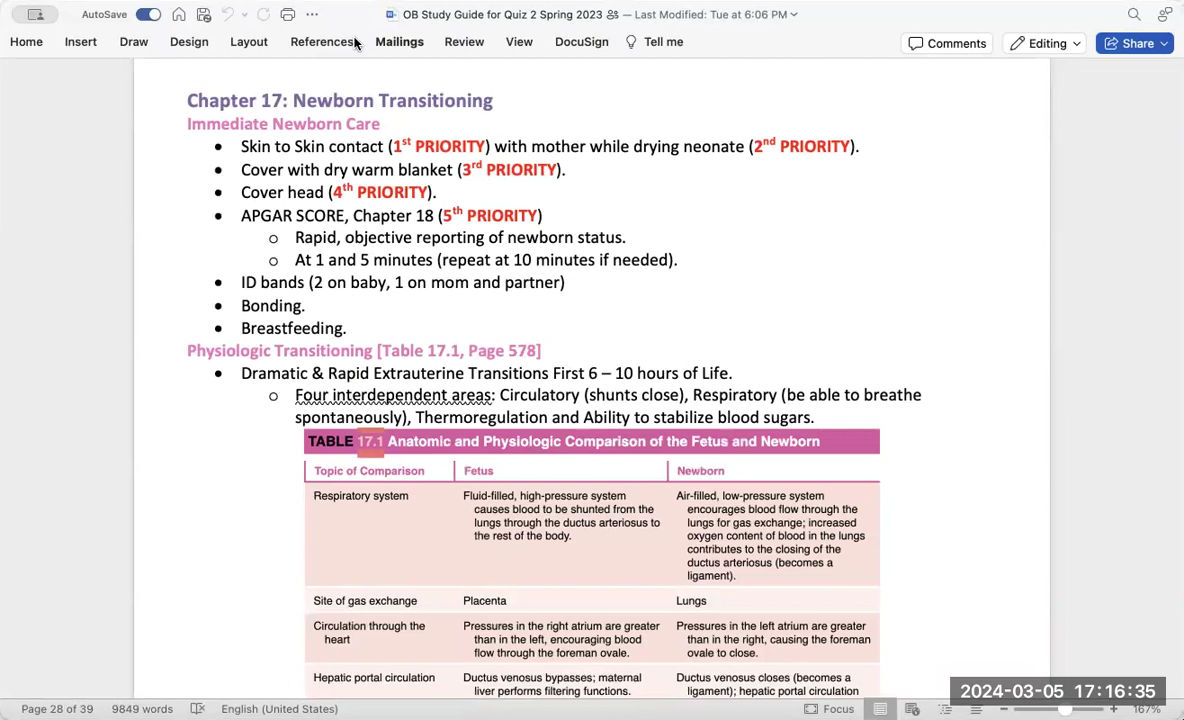 AutoSave
OB Study Guide for Quiz 2 Spring 2023 — Last Modified: Tue at 6:06 PM
Home Insert Draw Design Layout References Mailings Review View DocuSign Tell me
Comments Editing Share
Chapter 17: Newborn Transitioning
Immediate Newborn Care
• Skin to Skin contact (1st PRIORITY) with mother while drying neonate (2nd PRIORITY).
• Cover with dry warm blanket (3rd PRIORITY).
• Cover head (4th PRIORITY).
• APGAR SCORE, Chapter 18 (5th PRIORITY)
o Rapid, objective reporting of newborn status.
o At 1 and 5 minutes (repeat at 10 minutes if needed).
• ID bands (2 on baby, 1 on mom and partner)
• Bonding.
• Breastfeeding.
Physiologic Transitioning [Table 17.1, Page 578]
• Dramatic & Rapid Extrauterine Transitions First 6 – 10 hours of Life.
o Four interdependent areas: Circulatory (shunts close), Respiratory (be able to breathe
spontaneously), Thermoregulation and Ability to stabilize blood sugars.
TABLE 17.1 Anatomic and Physiologic Comparison of the Fetus and Newborn
Topic of Comparison Fetus Newborn
Respiratory system
Fluid-filled, high-pressure system
causes blood to be shunted from the
lungs through the ductus arteriosus to
the rest of the body.
Air-filled, low-pressure system
encourages blood flow through the
lungs for gas exchange; increased
oxygen content of blood in the lungs
contributes to the closing of the
ductus arteriosus (becomes a
ligament).
Site of gas exchange Placenta Lungs
Circulation through the
heart
Pressures in the right atrium are greater
than in the left, encouraging blood
flow through the foramen ovale.
Pressures in the left atrium are greater
than in the right, causing the foreman
ovale to close.
Hepatic portal circulation
Ductus venosus bypasses; maternal
liver performs filtering functions.
Ductus venosus closes (becomes a
ligament); hepatic portal circulation
2024-03-05 17:16:35
Page 28 of 39 9849 words English (United States) Focus 167%